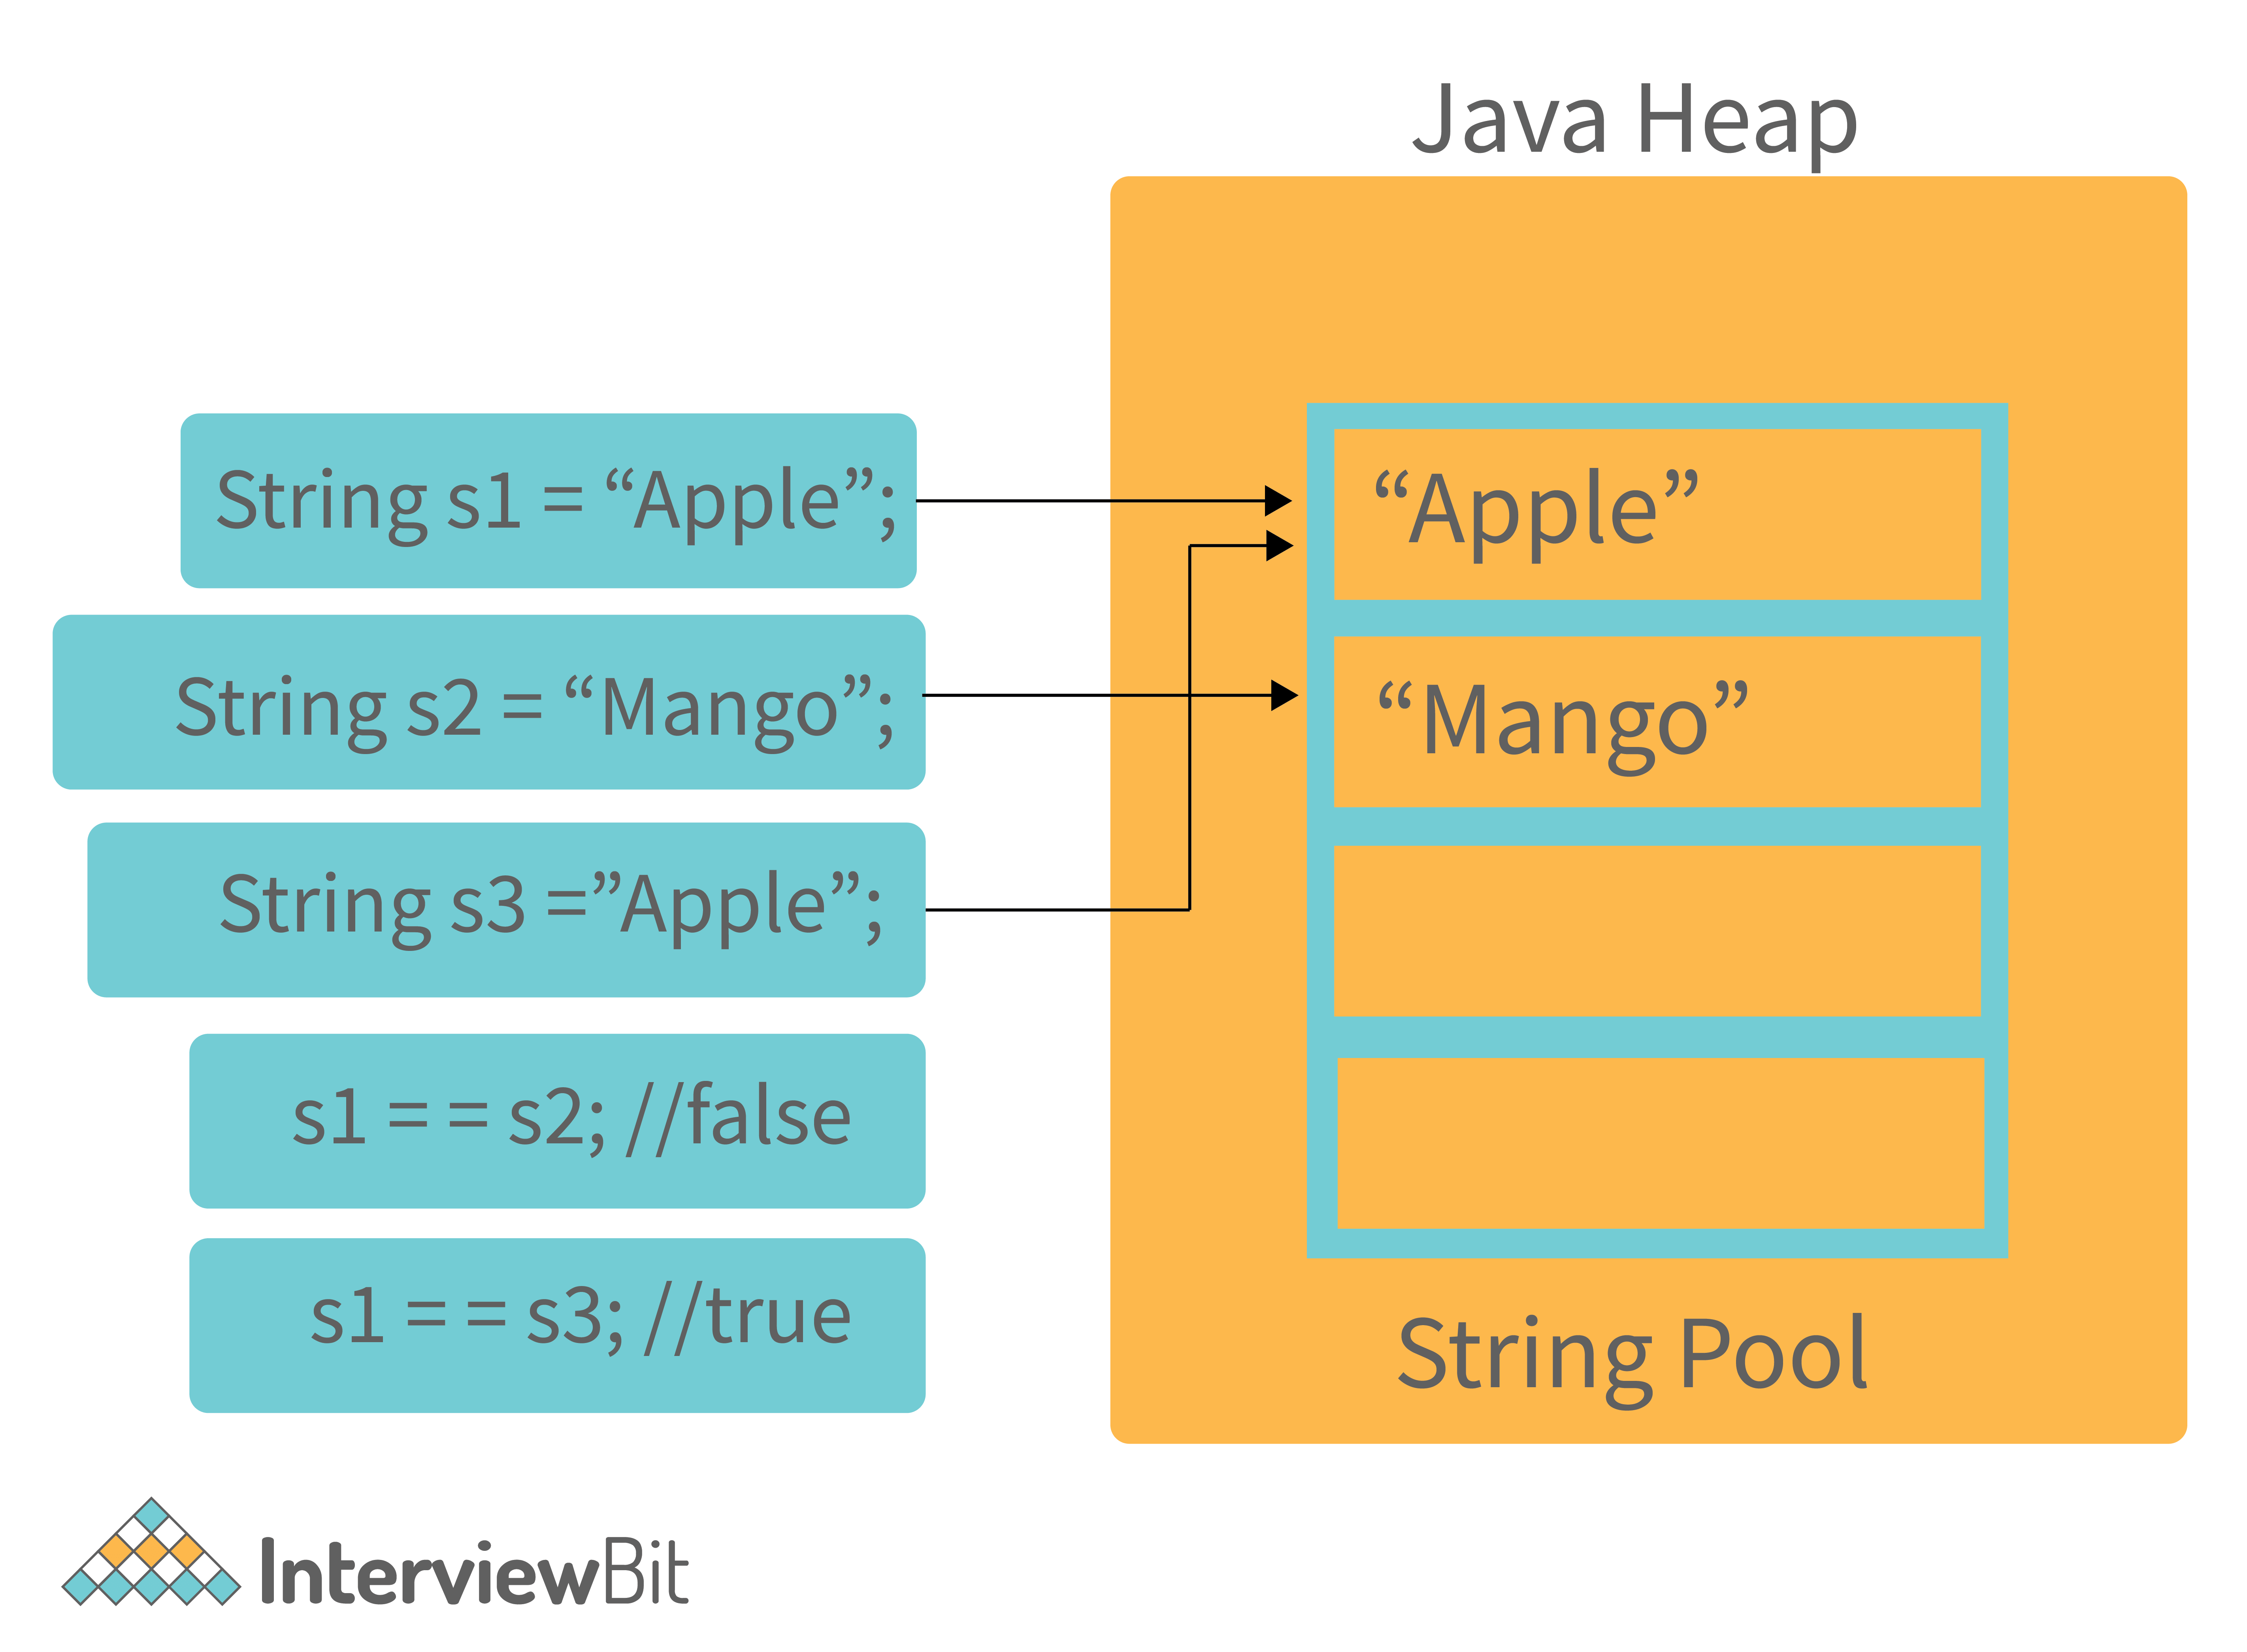 Java Heap
String s1 = “Apple”;
“Apple”
String s2 = “Mango”;
“Mango”
String s3 =”Apple”;
s1 = = s2; //false
s1 = = s3; //true
String Pool
InterviewBit